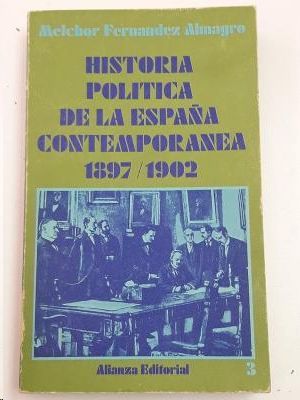 Melchor Fernandez Almagro
HISTORIA
POLITICA
DE LA ESPAÑA
CONTEMPORANEA
1897/1902
Alianza Editorial
3